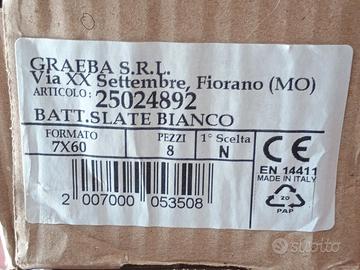 GRAEBA S.R.L.
Via XX Settembre, Fiorano (MO)
ARTICOLO: 25024892
BATT.SLATE BIANCO
FORMATO PEZZI 1° Scelta
7X60 8 N
CE
EN 14411
MADE IN ITALY
20
PAP
2 007000 053508
subito